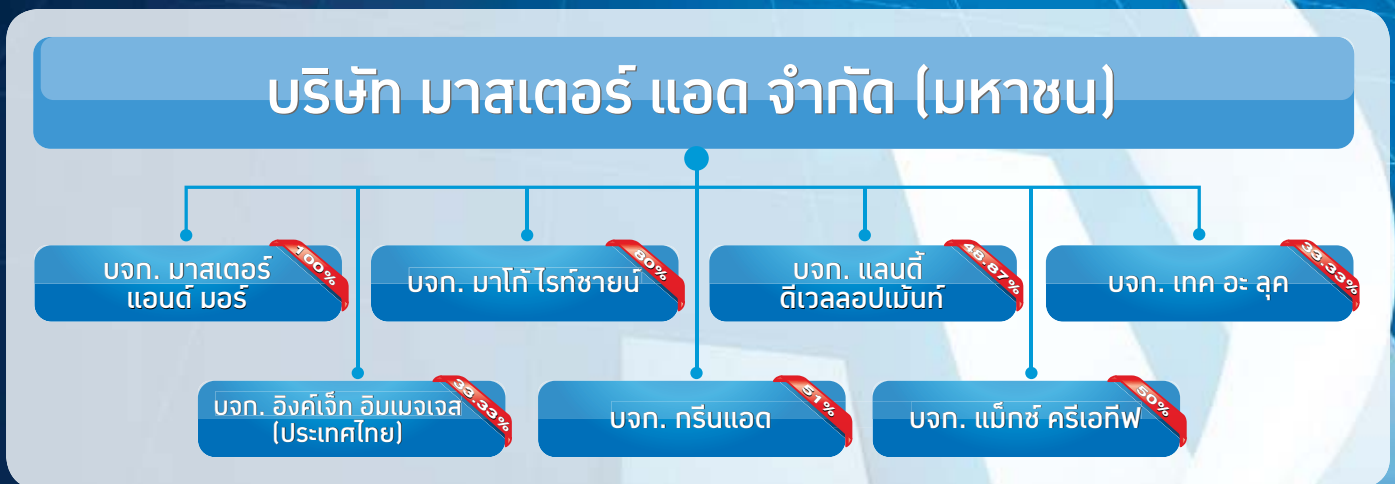 บริษัท มาสเตอร์ แอด จำกัด (มหาชน)
บจก. มาสเตอร์
แอนด์ มอร์
100%
บจก. มาโก้ ไรท์ซายน์
80%
บจก. แลนดี้
ดีเวลลอปเม้นท์
48.87%
บจก. เทค อะ ลุค
33.33%
บจก. อิงค์เจ็ท อิมเมจเจส
(ประเทศไทย)
33.33%
บจก. กรีนแอด
51%
บจก. แม็กซ์ ครีเอทีฟ
50%